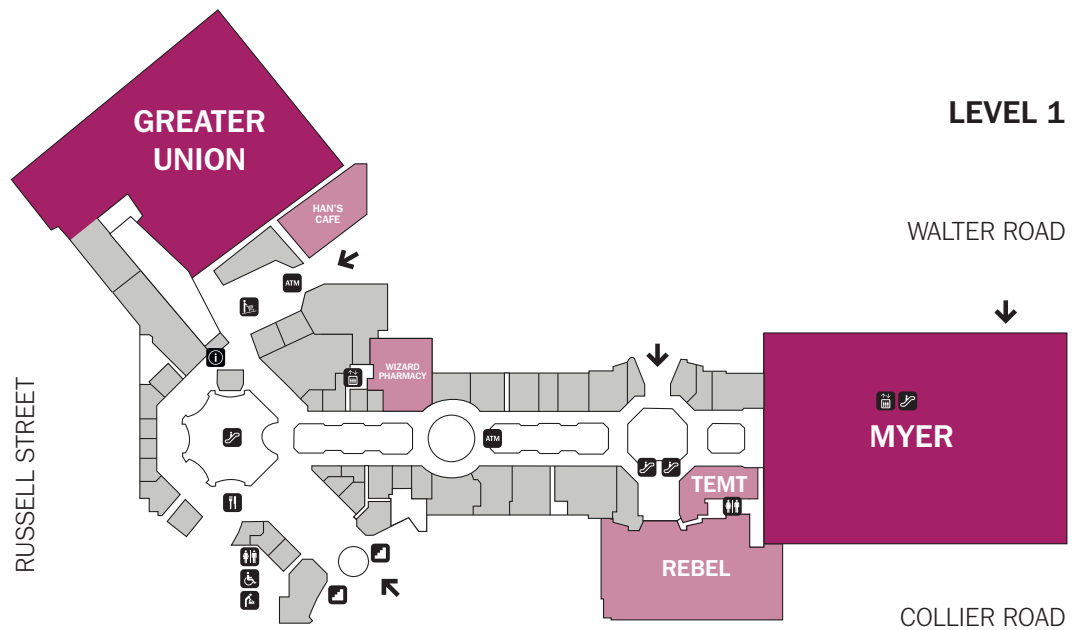 GREATER
UNION
LEVEL 1
HAN'S
CAFE
WALTER ROAD
ATM
WIZARD
PHARMACY
RUSSELL STREET
ATM
MYER
TEMT
REBEL
COLLIER ROAD